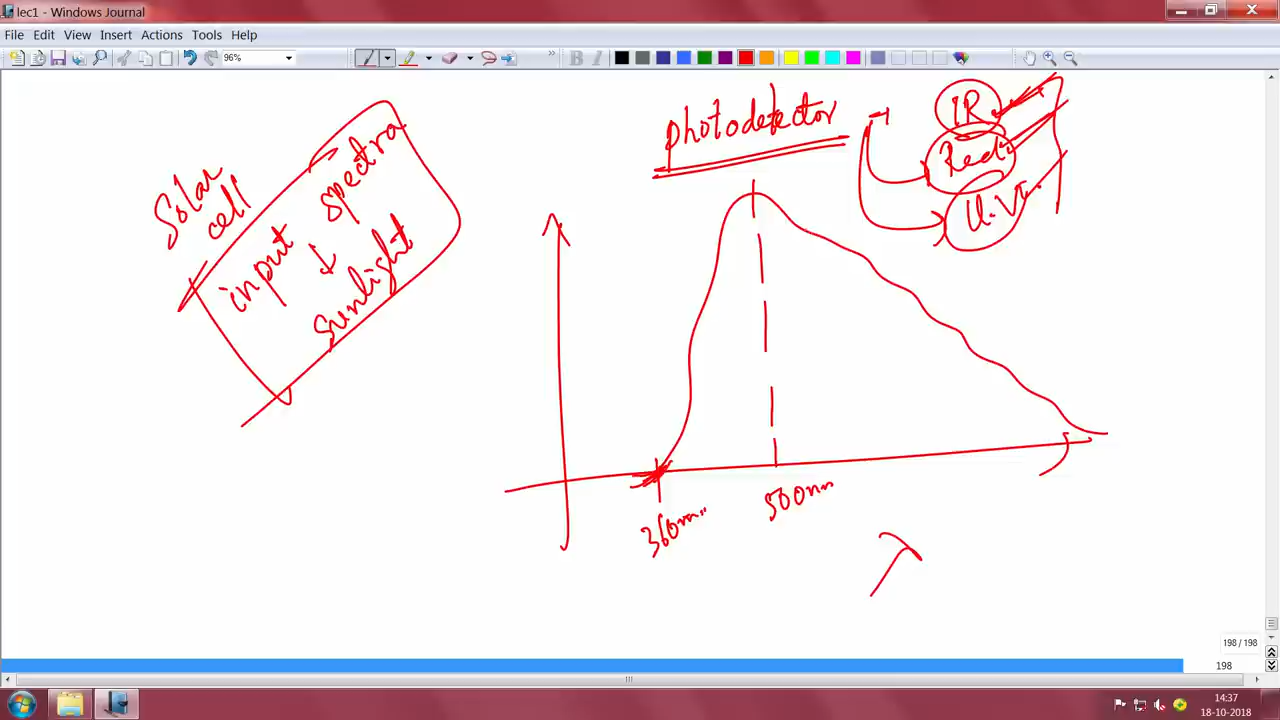 lec1 - Windows Journal
File Edit View Insert Actions Tools Help
96%
B I
photodetector
IR
Red
U.V
Solar
cell
input spectra
↓
sunlight
360nm
500nm
λ
198 / 198
198
14:37
18-10-2018